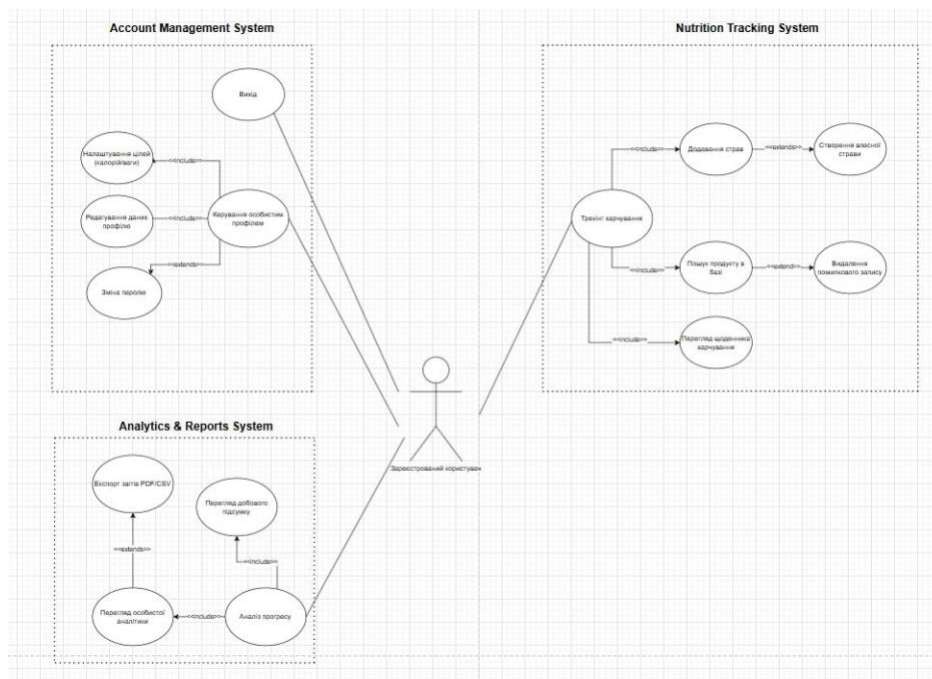 Account Management System
Nutrition Tracking System
Вихід
Налаштування цілей
(калорій/ваги)
<<include>>
Редагування даних
профілю
<<include>>
Керування особистим
профілем
<<extends>>
Зміна паролю
Додавання страв
<<include>>
<<extends>>
Створення власної
страви
Трекінг харчування
Пошук продукту в
базі
<<include>>
<<extend>>
Видалення
помилкового запису
Перегляд щоденника
харчування
<<include>>
Зареєстрований користувач
Analytics & Reports System
Експорт звітів PDF/CSV
Перегляд добового
підсумку
<<extends>>
<<include>>
Перегляд особистої
аналітики
<<include>>
Аналіз прогресу